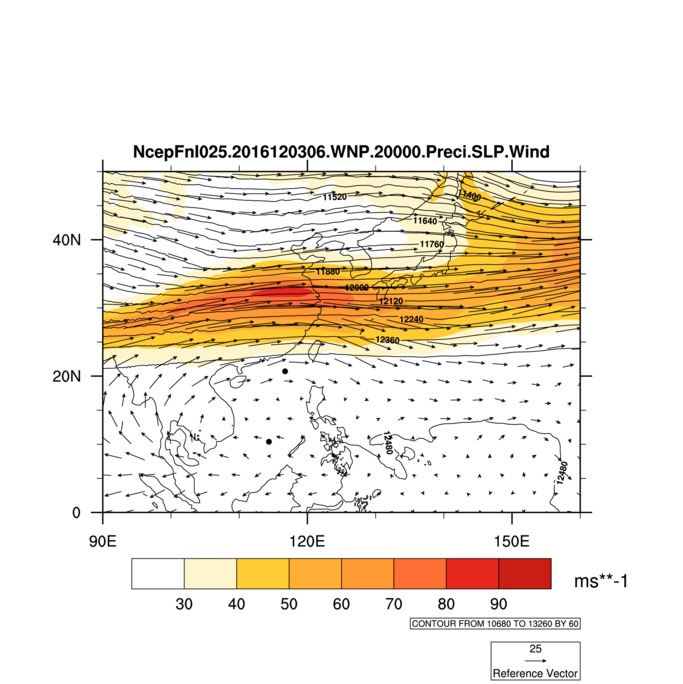 NcepFnl025.2016120306.WNP.20000.Preci.SLP.Wind
11520
11400
11640
40N
11760
11880
12000
12120
12240
12360
20N
12480
12480
0
90E 120E 150E
ms**-1
30 40 50 60 70 80 90
CONTOUR FROM 10680 TO 13260 BY 60
25
Reference Vector